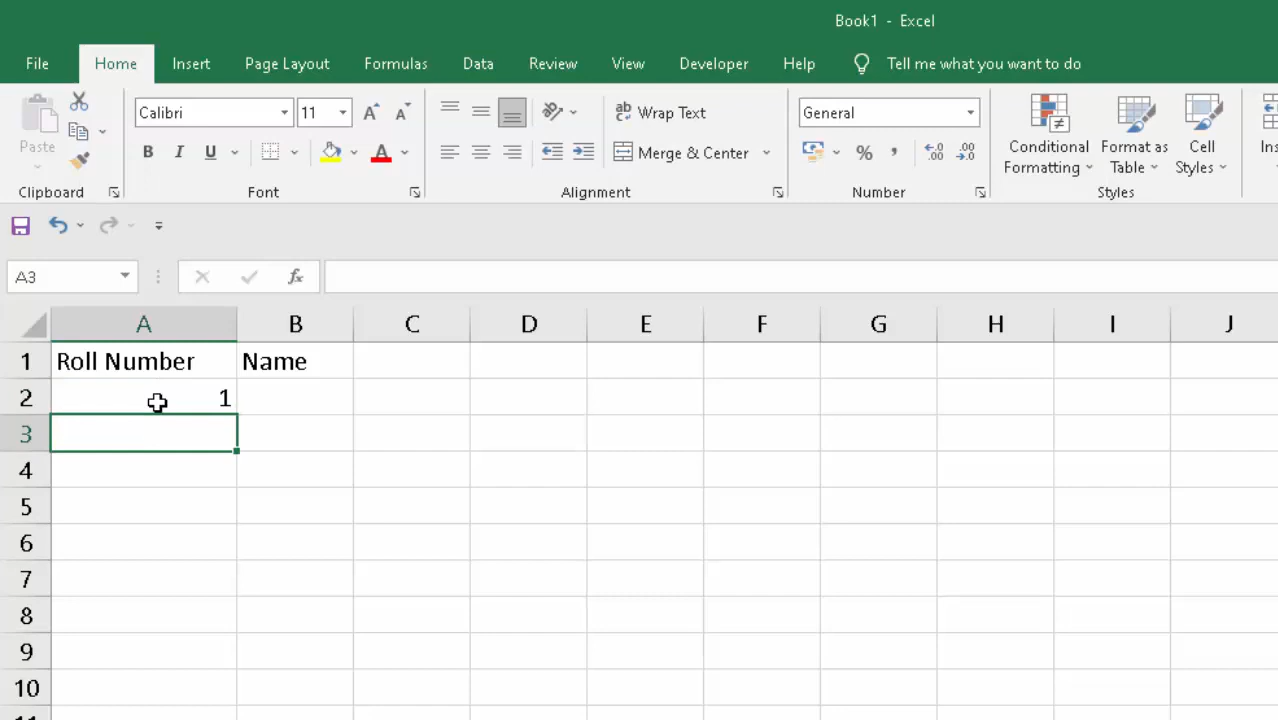 Book1 - Excel
File Home Insert Page Layout Formulas Data Review View Developer Help Tell me what you want to do
Calibri 11 Wrap Text General
Paste B I U Merge & Center % , Conditional Formatting Format as Table Cell Styles
Clipboard Font Alignment Number Styles
A3 fx
A B C D E F G H I J
1 Roll Number Name
2 1
3
4
5
6
7
8
9
10